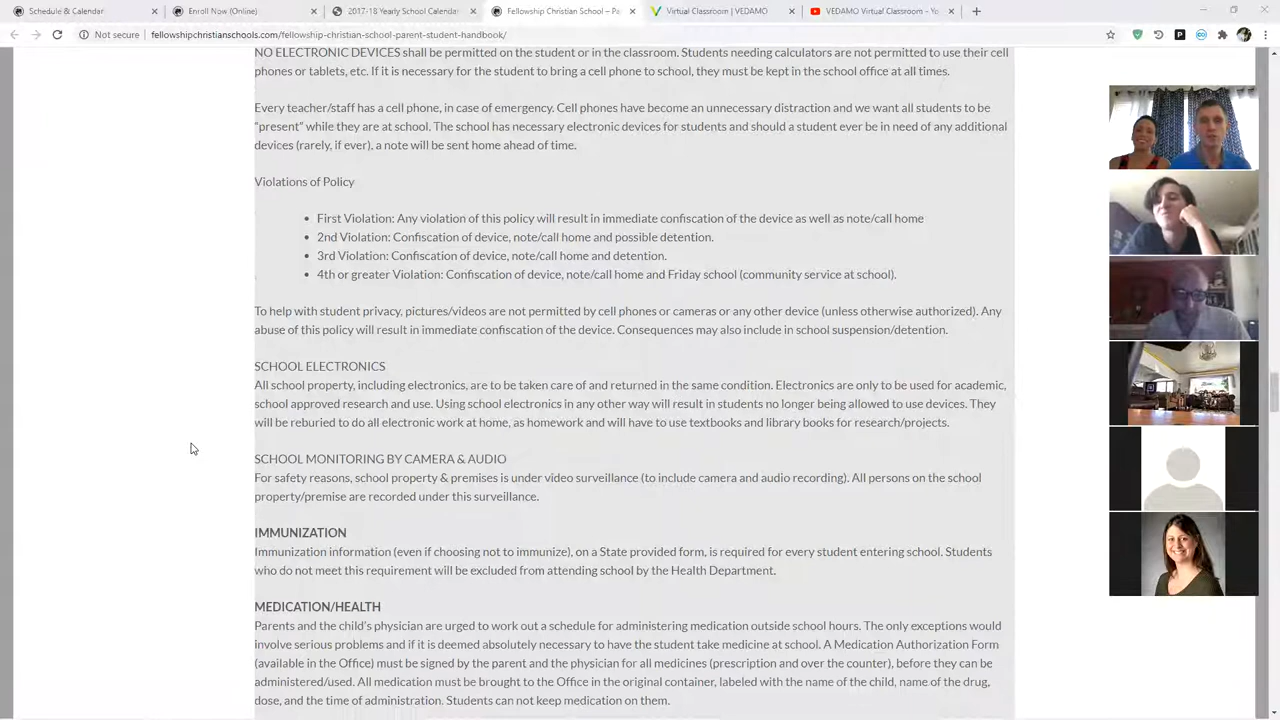 Schedule & Calendar
Enroll Now (Online)
2017-18 Yearly School Calendar
Fellowship Christian School – Pa
Virtual Classroom | VEDAMO
VEDAMO Virtual Classroom - Yo
Not secure
fellowshipchristianschools.com/fellowship-christian-school-parent-student-handbook/
NO ELECTRONIC DEVICES shall be permitted on the student or in the classroom. Students needing calculators are not permitted to use their cell
phones or tablets, etc. If it is necessary for the student to bring a cell phone to school, they must be kept in the school office at all times.
Every teacher/staff has a cell phone, in case of emergency. Cell phones have become an unnecessary distraction and we want all students to be
“present” while they are at school. The school has necessary electronic devices for students and should a student ever be in need of any additional
devices (rarely, if ever), a note will be sent home ahead of time.
Violations of Policy
• First Violation: Any violation of this policy will result in immediate confiscation of the device as well as note/call home
• 2nd Violation: Confiscation of device, note/call home and possible detention.
• 3rd Violation: Confiscation of device, note/call home and detention.
• 4th or greater Violation: Confiscation of device, note/call home and Friday school (community service at school).
To help with student privacy, pictures/videos are not permitted by cell phones or cameras or any other device (unless otherwise authorized). Any
abuse of this policy will result in immediate confiscation of the device. Consequences may also include in school suspension/detention.
SCHOOL ELECTRONICS
All school property, including electronics, are to be taken care of and returned in the same condition. Electronics are only to be used for academic,
school approved research and use. Using school electronics in any other way will result in students no longer being allowed to use devices. They
will be reburied to do all electronic work at home, as homework and will have to use textbooks and library books for research/projects.
SCHOOL MONITORING BY CAMERA & AUDIO
For safety reasons, school property & premises is under video surveillance (to include camera and audio recording). All persons on the school
property/premise are recorded under this surveillance.
IMMUNIZATION
Immunization information (even if choosing not to immunize), on a State provided form, is required for every student entering school. Students
who do not meet this requirement will be excluded from attending school by the Health Department.
MEDICATION/HEALTH
Parents and the child’s physician are urged to work out a schedule for administering medication outside school hours. The only exceptions would
involve serious problems and if it is deemed absolutely necessary to have the student take medicine at school. A Medication Authorization Form
(available in the Office) must be signed by the parent and the physician for all medicines (prescription and over the counter), before they can be
administered/used. All medication must be brought to the Office in the original container, labeled with the name of the child, name of the drug,
dose, and the time of administration. Students can not keep medication on them.